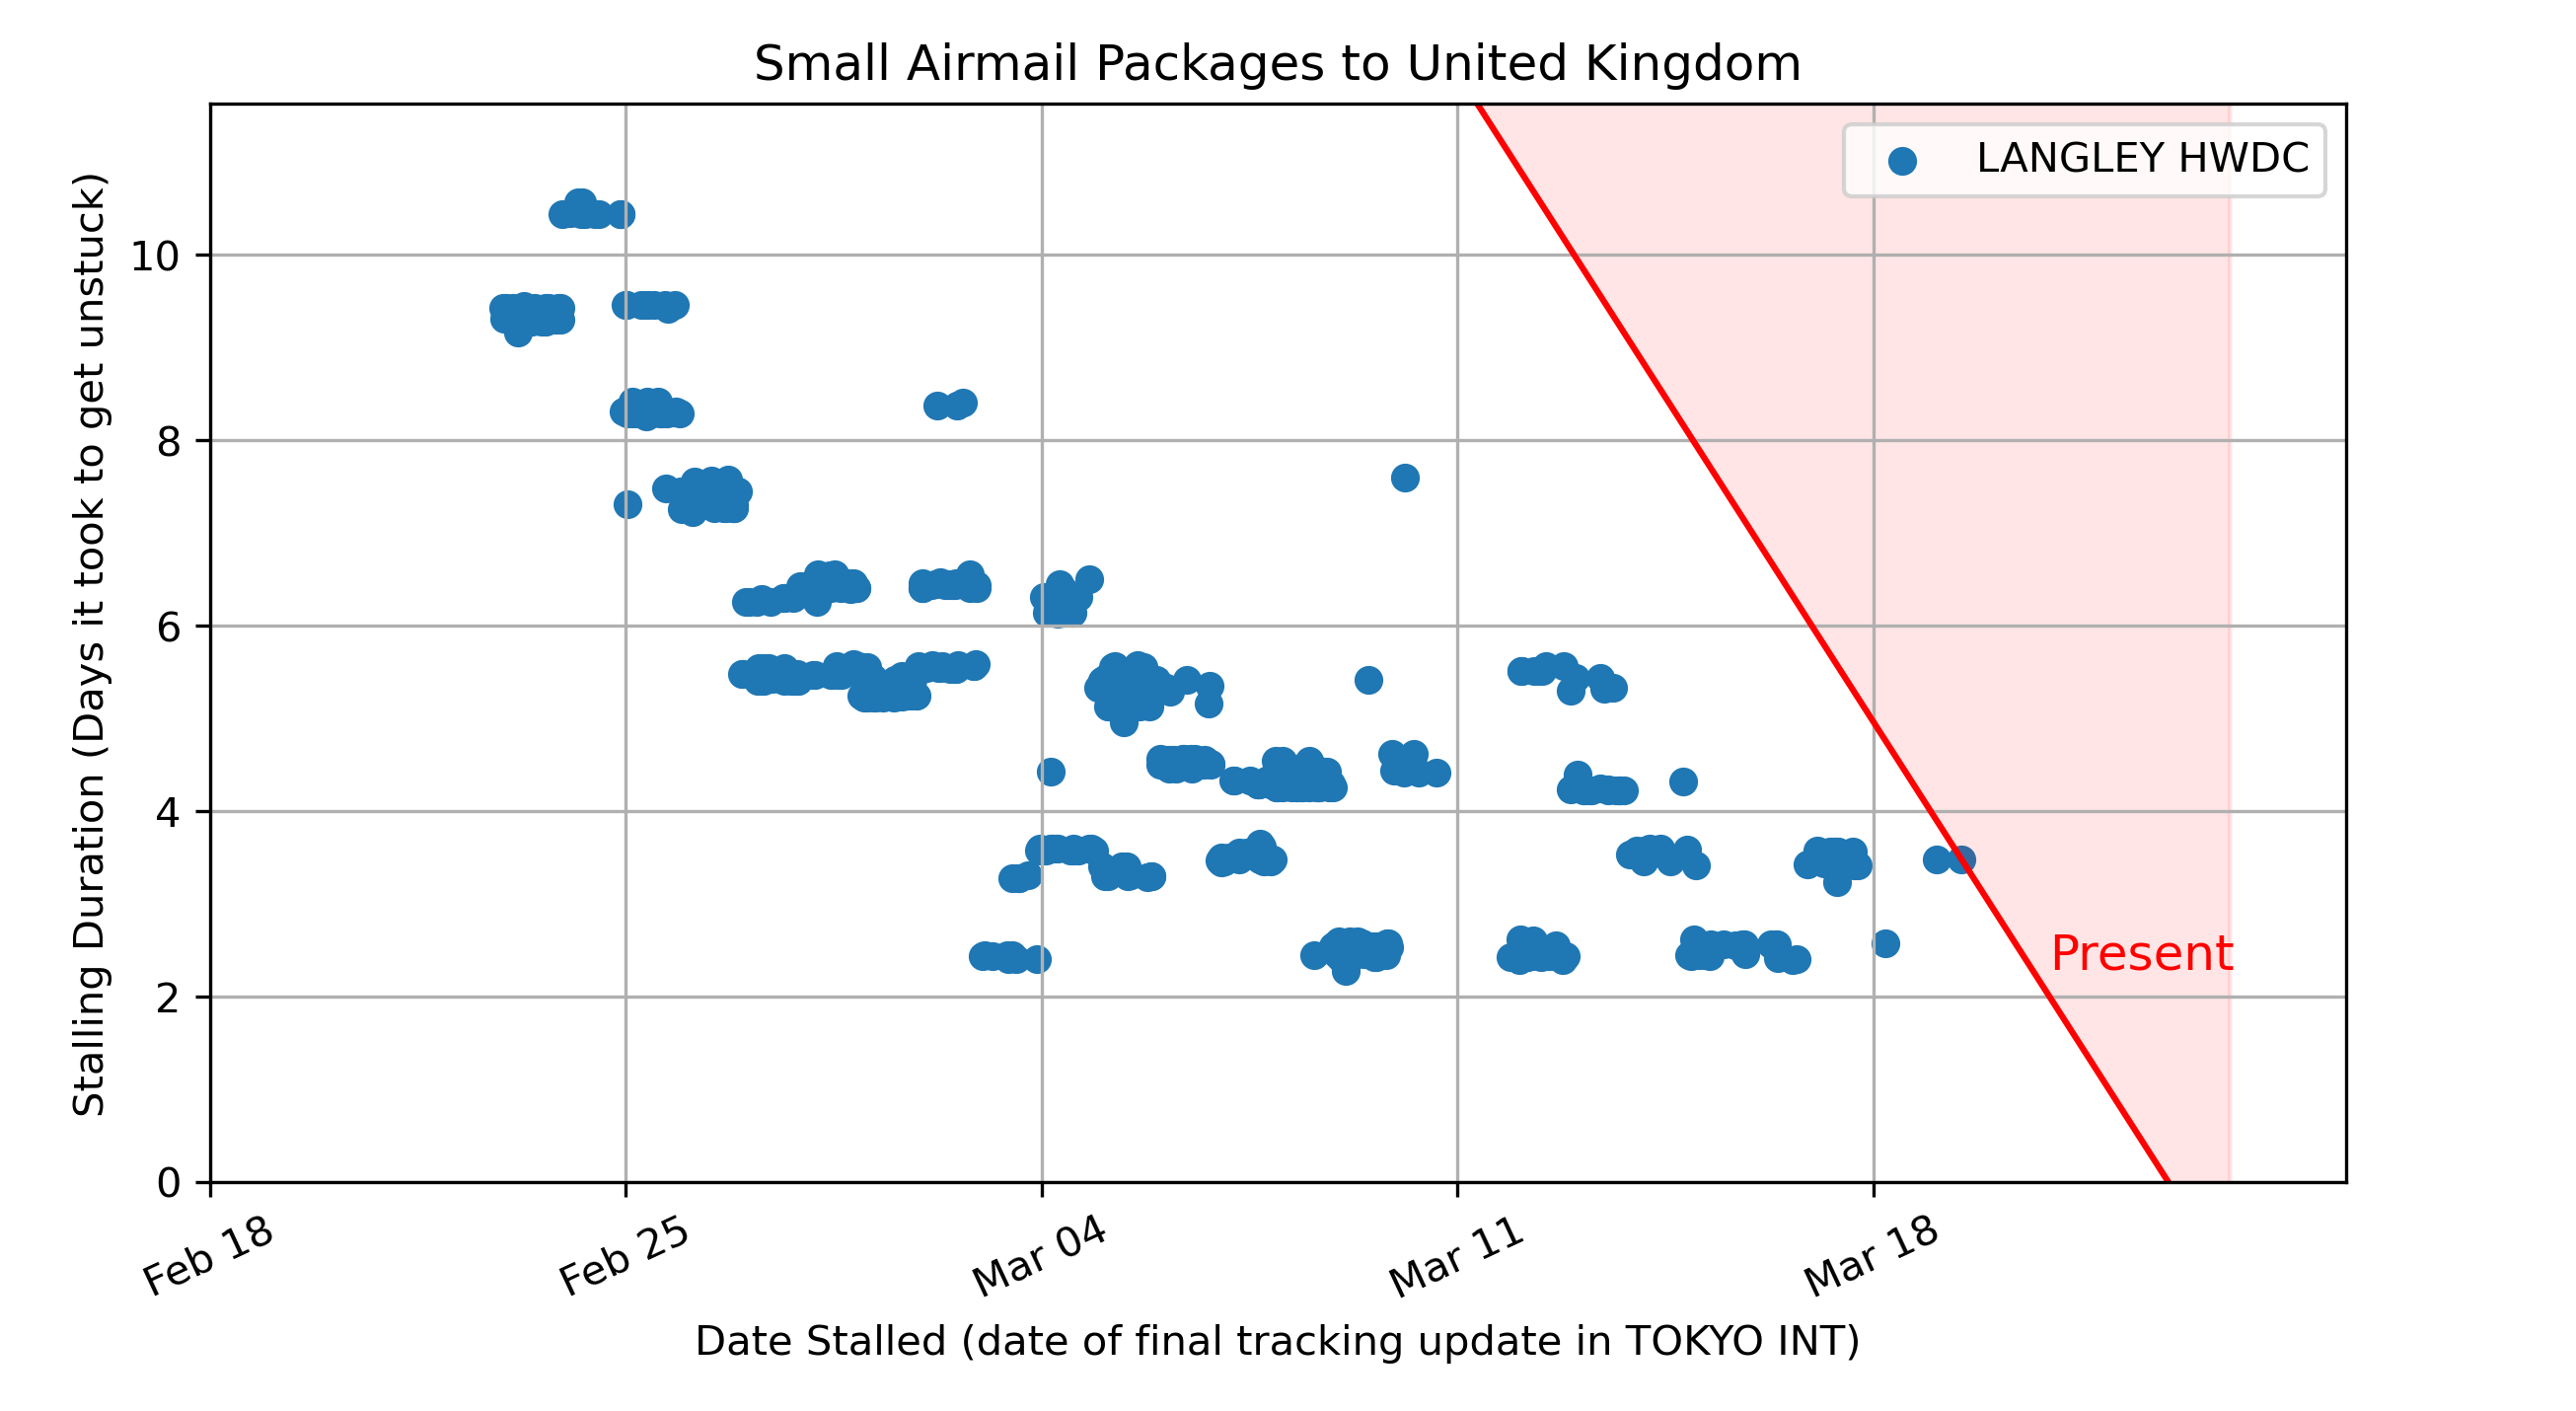 Small Airmail Packages to United Kingdom
LANGLEY HWDC
Stalling Duration (Days it took to get unstuck)
10
8
6
4
2
0
Present
Feb 18
Feb 25
Mar 04
Mar 11
Mar 18
Date Stalled (date of final tracking update in TOKYO INT)